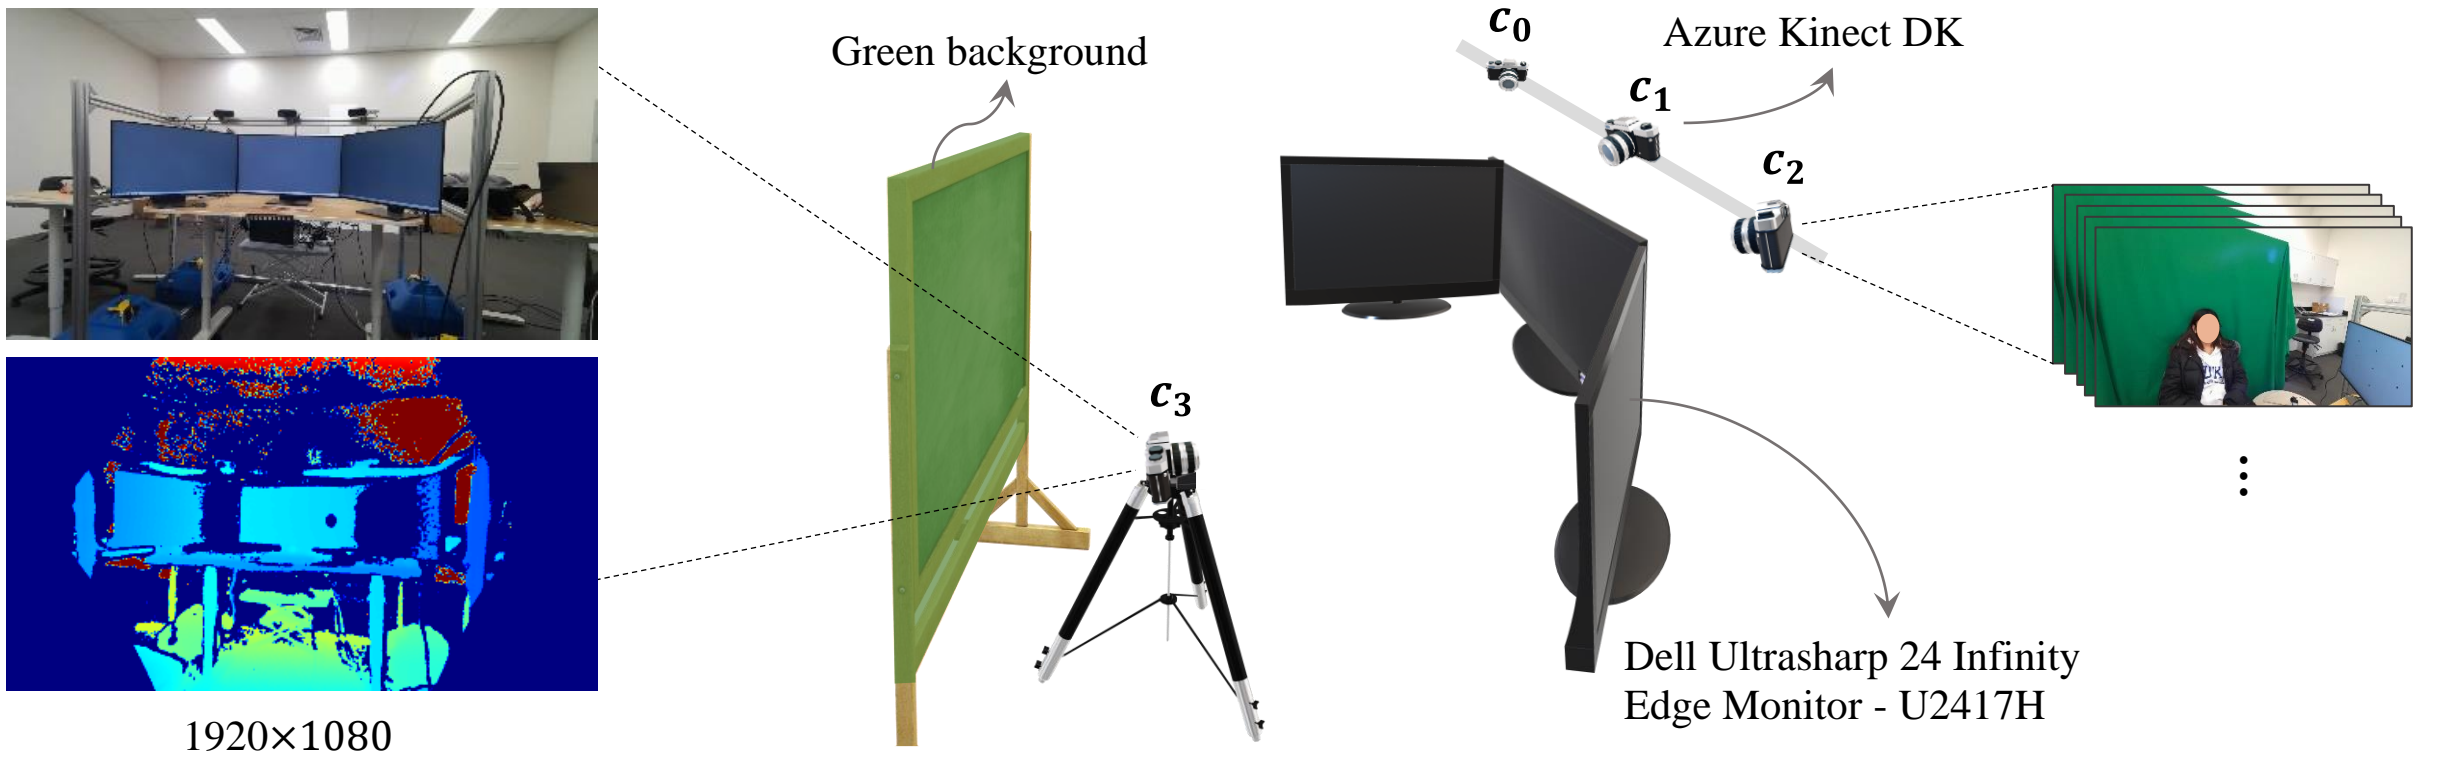 Green background
c0
Azure Kinect DK
c1
c2
c3
Dell Ultrasharp 24 Infinity
Edge Monitor - U2417H
1920×1080